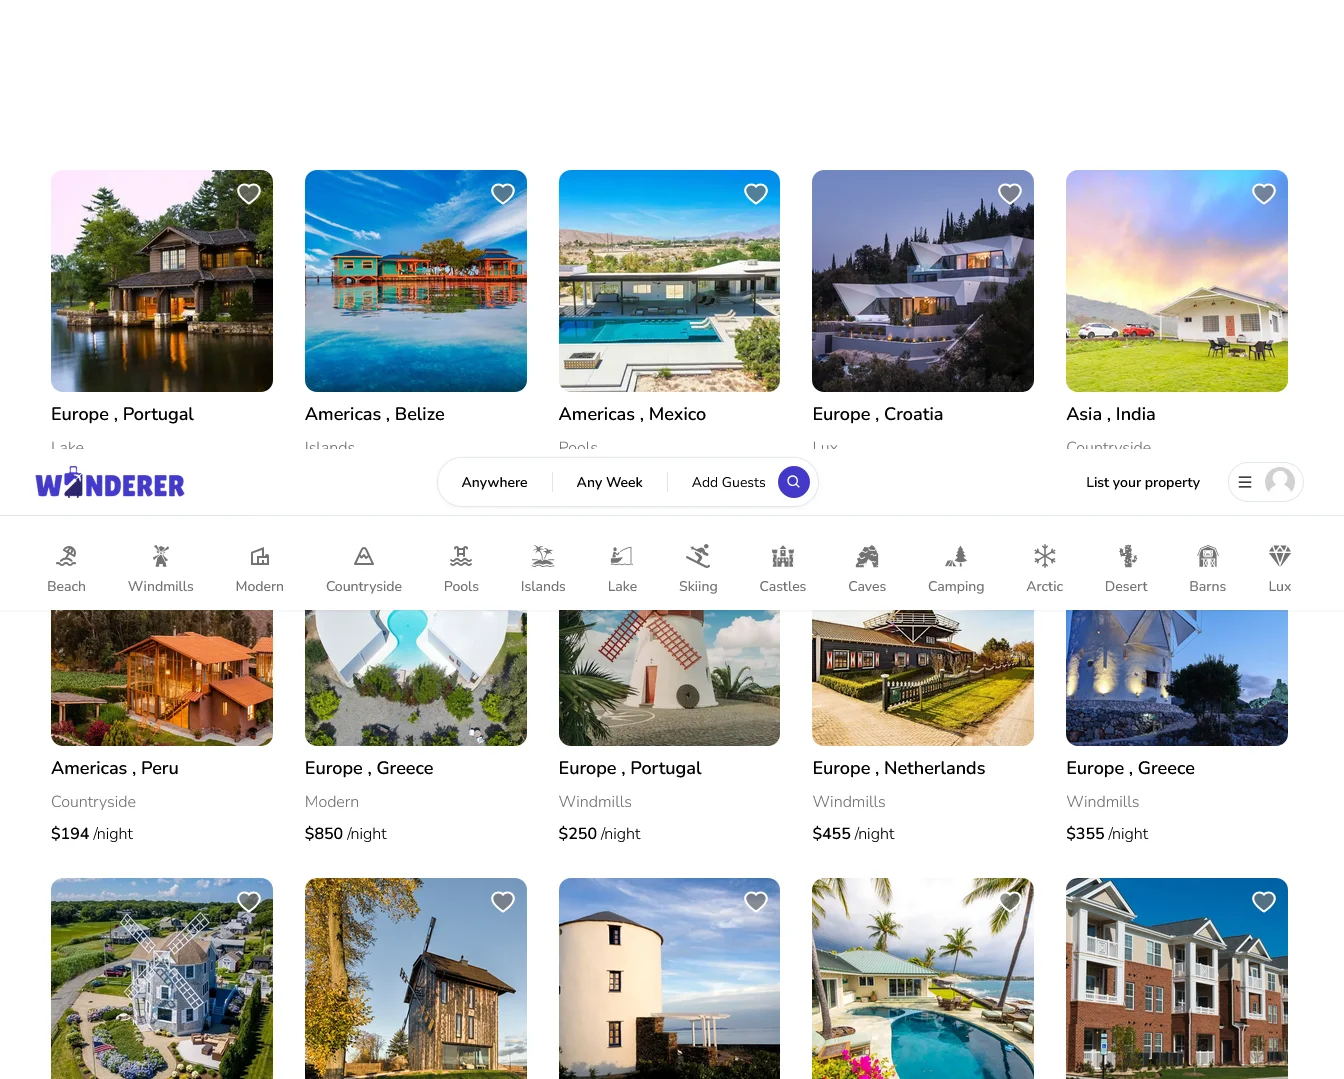 Europe , Portugal
Americas , Belize
Americas , Mexico
Europe , Croatia
Asia , India
Lake
Islands
Pools
Lux
Countryside
WANDERER
Anywhere
Any Week
Add Guests
List your property
Beach
Windmills
Modern
Countryside
Pools
Islands
Lake
Skiing
Castles
Caves
Camping
Arctic
Desert
Barns
Lux
Americas , Peru
Europe , Greece
Europe , Portugal
Europe , Netherlands
Europe , Greece
Countryside
Modern
Windmills
Windmills
Windmills
$194 /night
$850 /night
$250 /night
$455 /night
$355 /night